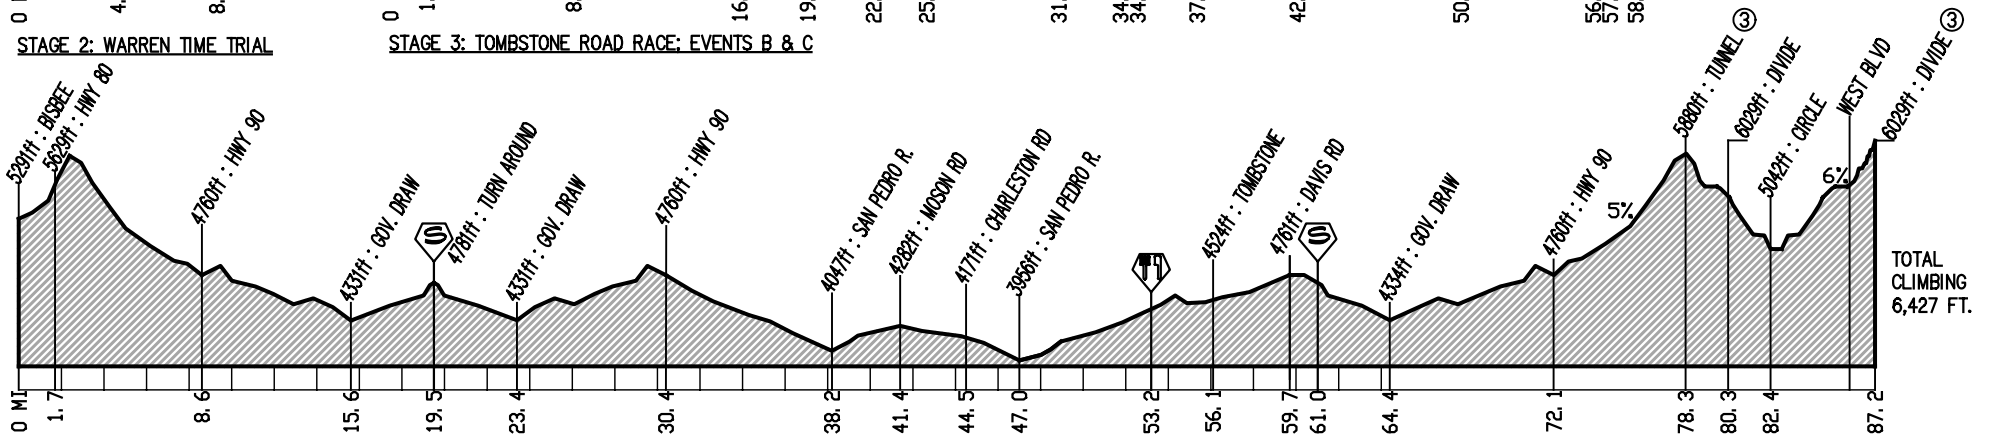 STAGE 2: WARREN TIME TRIAL
STAGE 3: TOMBSTONE ROAD RACE; EVENTS B & C
5291ft : BISBEE
5629ft : HWY 80
4760ft : HWY 90
4331ft : GOV. DRAW
S
4781ft : TURN AROUND
4331ft : GOV. DRAW
4760ft : HWY 90
4047ft : SAN PEDRO R.
4282ft : MOSON RD
4171ft : CHARLESTON RD
3956ft : SAN PEDRO R.
4524ft : TOMBSTONE
4761ft : DAVIS RD
S
4334ft : GOV. DRAW
4760ft : HWY 90
5%
5880ft : TUNNEL 3
6029ft : DIVIDE
5042ft : CIRCLE
6%
WEST BLVD
6029ft : DIVIDE 3
TOTAL
CLIMBING
6,427 FT.
0 MI
1.7
8.6
15.6
19.5
23.4
30.4
38.2
41.4
44.5
47.0
53.2
56.1
59.7
61.0
64.4
72.1
78.3
80.3
82.4
87.2